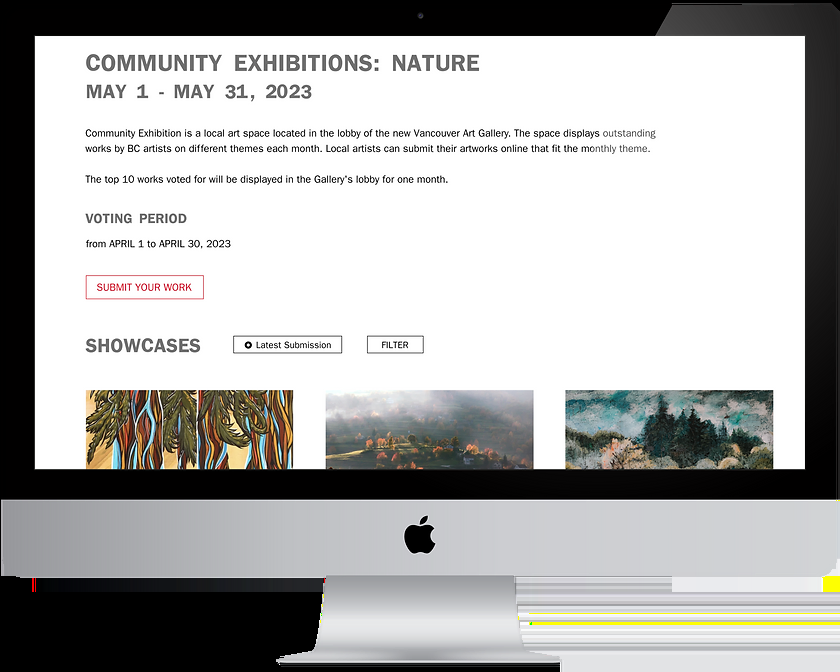 COMMUNITY EXHIBITIONS: NATURE
MAY 1 - MAY 31, 2023
Community Exhibition is a local art space located in the lobby of the new Vancouver Art Gallery. The space displays outstanding
works by BC artists on different themes each month. Local artists can submit their artworks online that fit the monthly theme.
The top 10 works voted for will be displayed in the Gallery's lobby for one month.
VOTING PERIOD
from APRIL 1 to APRIL 30, 2023
SUBMIT YOUR WORK
SHOWCASES
Latest Submission
FILTER